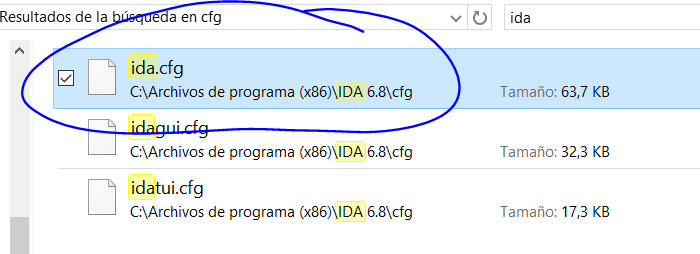 Resultados de la búsqueda en cfg
ida
ida.cfg
C:\Archivos de programa (x86)\IDA 6.8\cfg
Tamaño: 63,7 KB
idagui.cfg
C:\Archivos de programa (x86)\IDA 6.8\cfg
Tamaño: 32,3 KB
idatui.cfg
C:\Archivos de programa (x86)\IDA 6.8\cfg
Tamaño: 17,3 KB